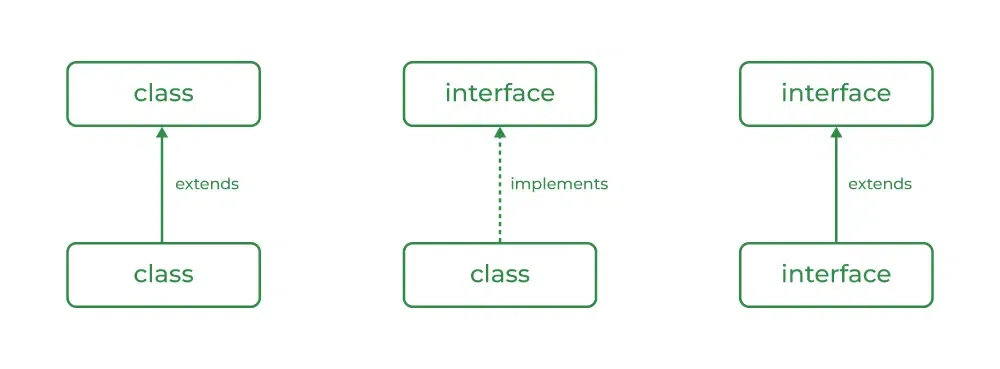 class
interface
interface
extends
implements
extends
class
class
interface